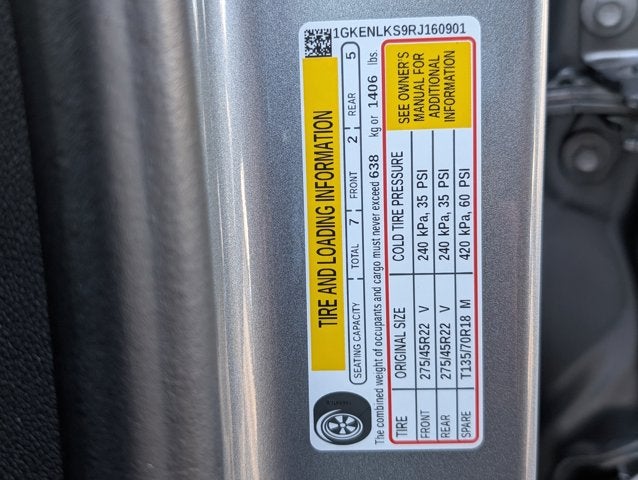 1GKENLKS9RJ160901
TIRE AND LOADING INFORMATION
SEATING CAPACITY TOTAL 7 FRONT 2 REAR 5
The combined weight of occupants and cargo must never exceed 638 kg or 1406 lbs.
TIRE ORIGINAL SIZE COLD TIRE PRESSURE
FRONT 275/45R22 V 240 kPa, 35 PSI
REAR 275/45R22 V 240 kPa, 35 PSI
SPARE T135/70R18 M 420 kPa, 60 PSI
SEE OWNER'S
MANUAL FOR
ADDITIONAL
INFORMATION